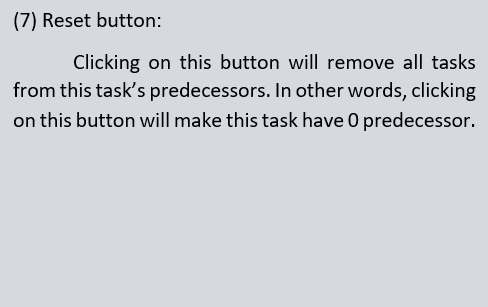 (7) Reset button:
Clicking on this button will remove all tasks
from this task’s predecessors. In other words, clicking
on this button will make this task have 0 predecessor.